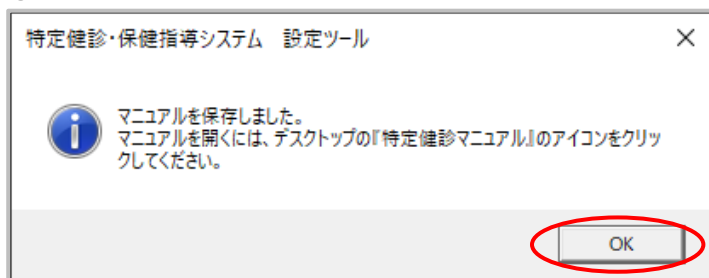 特定健診・保健指導システム　設定ツール
マニュアルを保存しました。
マニュアルを開くには、デスクトップの『特定健診マニュアル』のアイコンをクリッ
クしてください。
OK